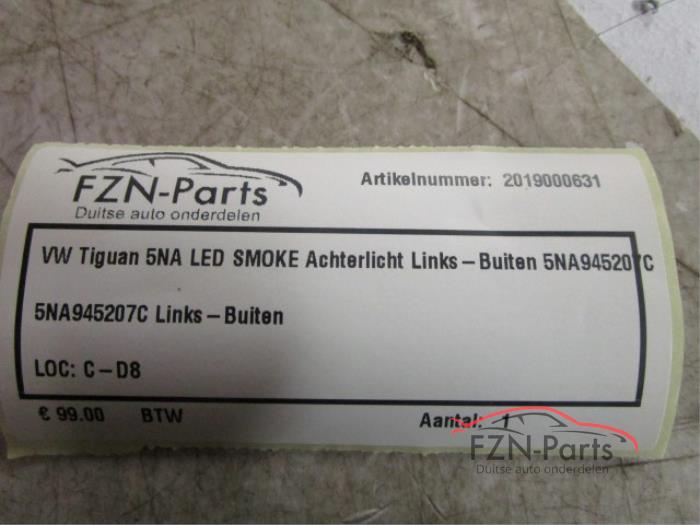 FZN-Parts
Duitse auto onderdelen
Artikelnummer: 2019000631
VW Tiguan 5NA LED SMOKE Achterlicht Links-Buiten 5NA945207C
5NA945207C Links-Buiten
LOC: C-D8
€ 99.00 BTW
Aantal: 1
FZN-Parts
Duitse auto onderdelen